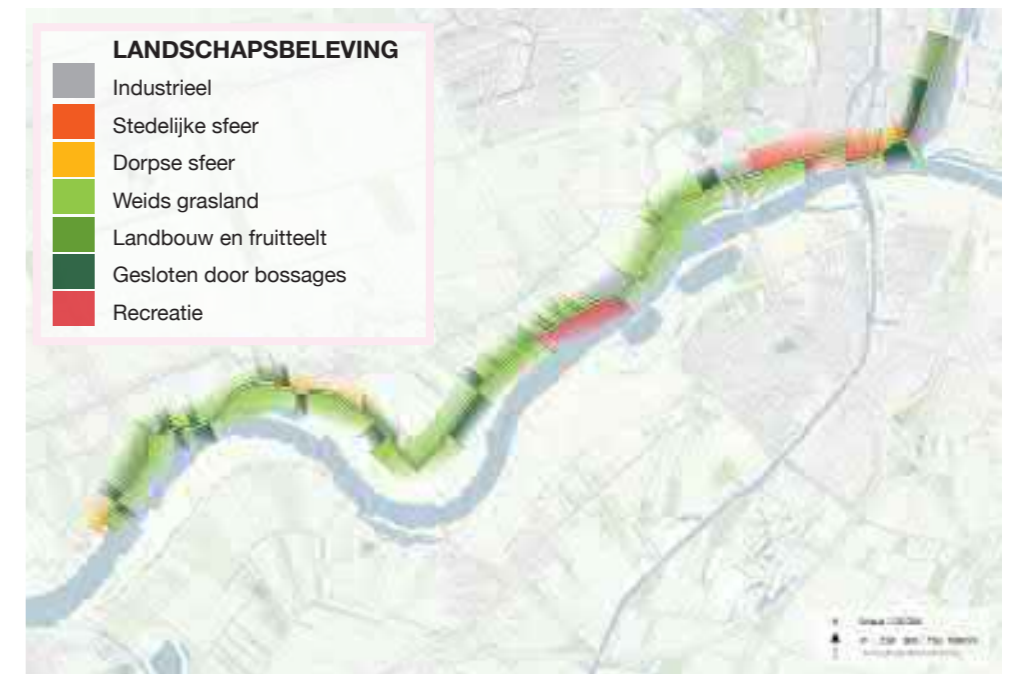 LANDSCHAPSBELEVING
Industrieel
Stedelijke sfeer
Dorpse sfeer
Weids grasland
Landbouw en fruitteelt
Gesloten door bossages
Recreatie